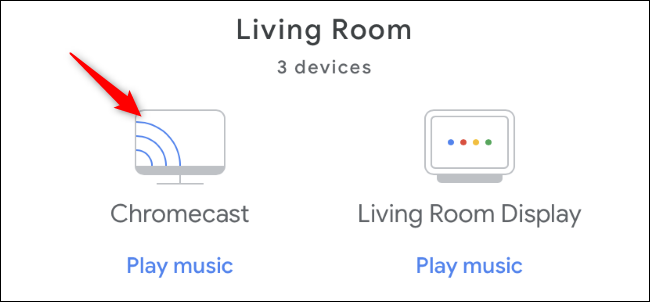 Living Room
3 devices
Chromecast
Living Room Display
Play music
Play music